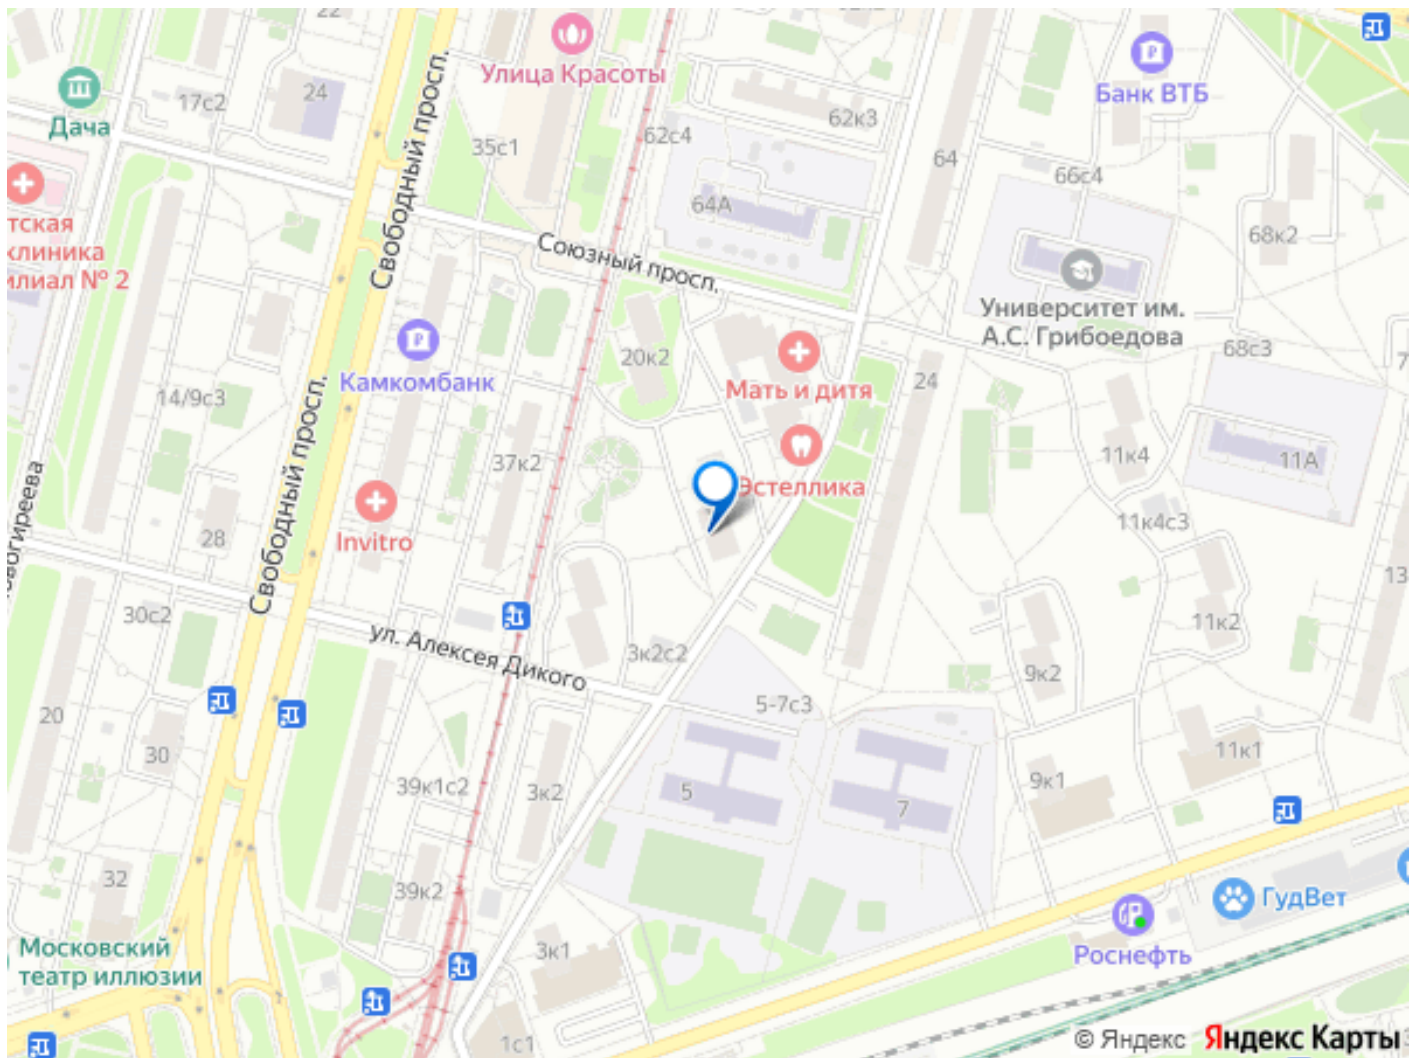 22
Улица Красоты
Банк ВТБ
Дача
17с2
24
35с1
62с4
62к3
64
64А
66с4
68к2
Свободный просп.
Союзный просп.
тская
клиника
илиал № 2
Университет им.
А.С. Грибоедова
68с3
Камкомбанк
20к2
Мать и дитя
24
14/9с3
Свободный просп.
37к2
Эстеллика
11к4
11А
11к4с3
28
Invitro
30с2
ул. Алексея Дикого
3к2с2
11к2
13
9к2
20
30
5-7с3
11к1
39к1с2
3к2
5
7
9к1
32
39к2
ГудВет
Московский
театр иллюзии
3к1
Роснефть
1с1
© Яндекс Яндекс Карты